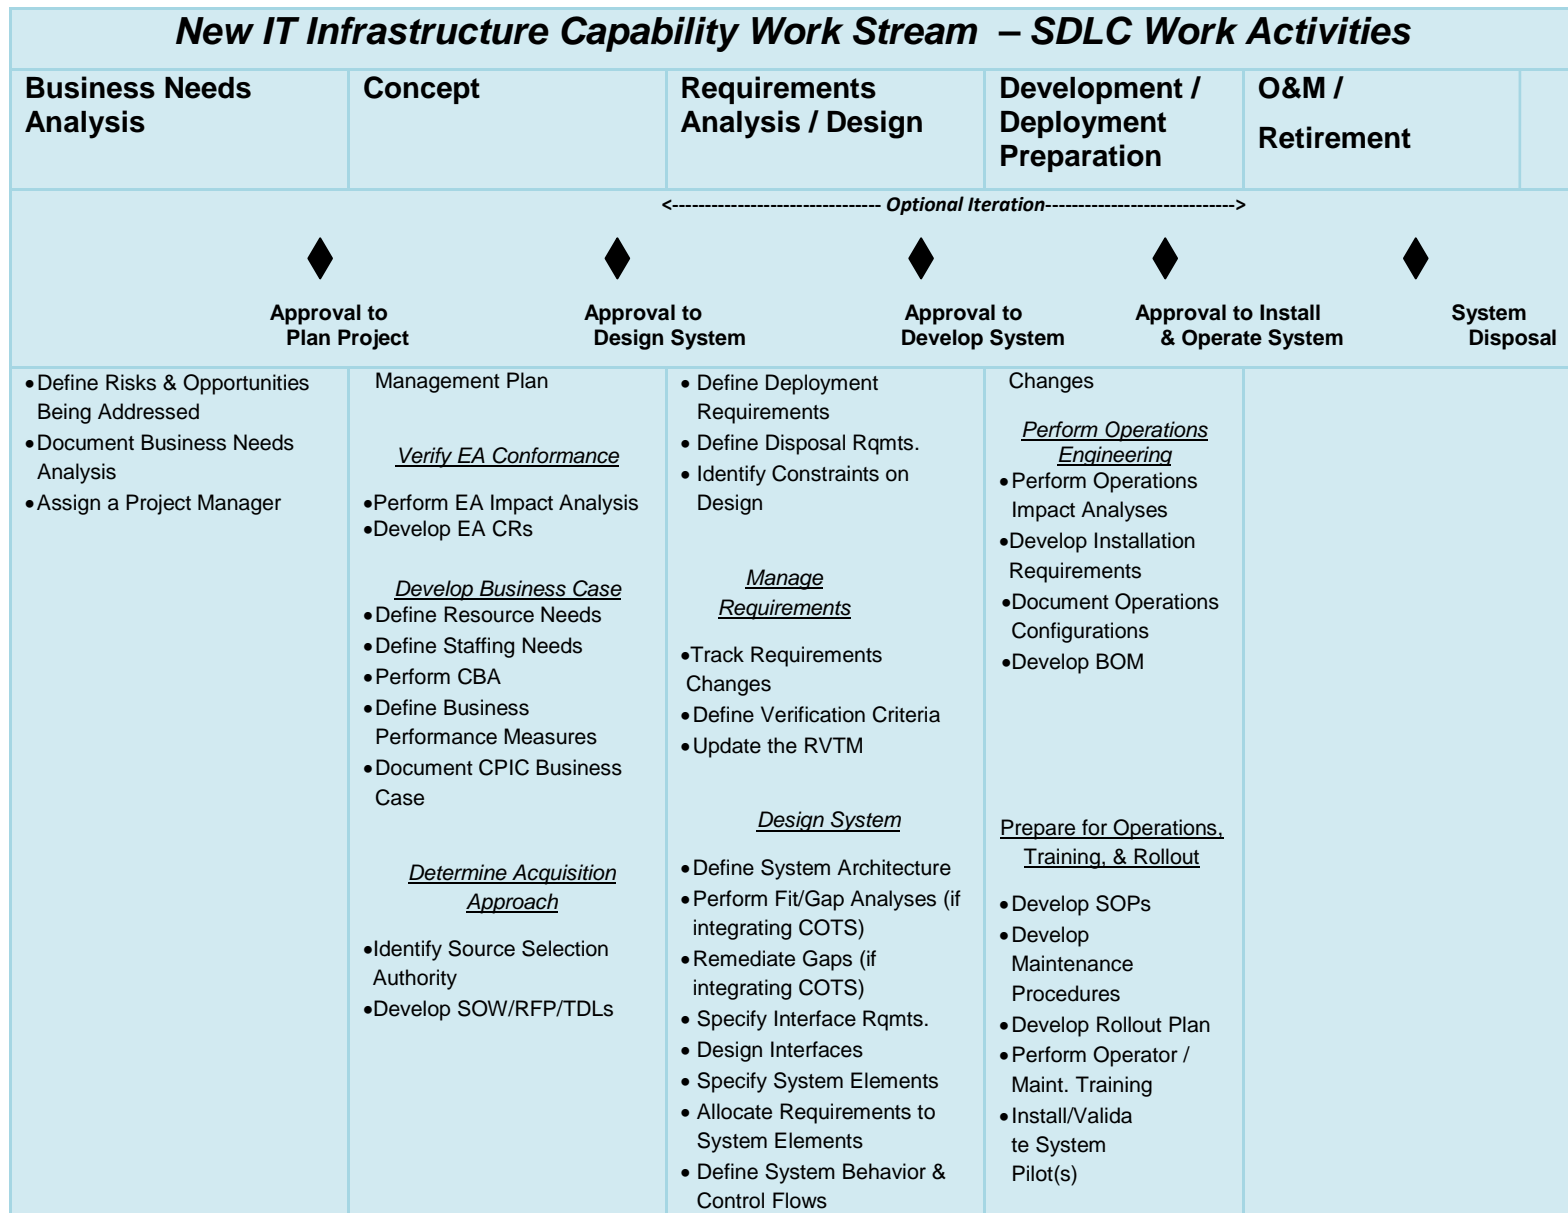 New IT Infrastructure Capability Work Stream – SDLC Work Activities
Business Needs
Analysis
Concept
Requirements
Analysis / Design
Development /
Deployment
Preparation
O&M /
Retirement
<-------------------------------- Optional Iteration----------------------------->
Approval to
Plan Project
Approval to
Design System
Approval to
Develop System
Approval to Install
& Operate System
System
Disposal
•Define Risks & Opportunities
Being Addressed
•Document Business Needs
Analysis
•Assign a Project Manager
Management Plan
Verify EA Conformance
•Perform EA Impact Analysis
•Develop EA CRs
Develop Business Case
•Define Resource Needs
•Define Staffing Needs
•Perform CBA
•Define Business
Performance Measures
•Document CPIC Business
Case
Determine Acquisition
Approach
•Identify Source Selection
Authority
•Develop SOW/RFP/TDLs
• Define Deployment
Requirements
• Define Disposal Rqmts.
• Identify Constraints on
Design
Manage
Requirements
•Track Requirements
Changes
•Define Verification Criteria
•Update the RVTM
Design System
•Define System Architecture
•Perform Fit/Gap Analyses (if
integrating COTS)
•Remediate Gaps (if
integrating COTS)
• Specify Interface Rqmts.
• Design Interfaces
• Specify System Elements
• Allocate Requirements to
System Elements
• Define System Behavior &
Control Flows
Changes
Perform Operations
Engineering
•Perform Operations
Impact Analyses
•Develop Installation
Requirements
•Document Operations
Configurations
•Develop BOM
Prepare for Operations,
Training, & Rollout
•Develop SOPs
•Develop
Maintenance
Procedures
•Develop Rollout Plan
•Perform Operator /
Maint. Training
•Install/Valida
te System
Pilot(s)